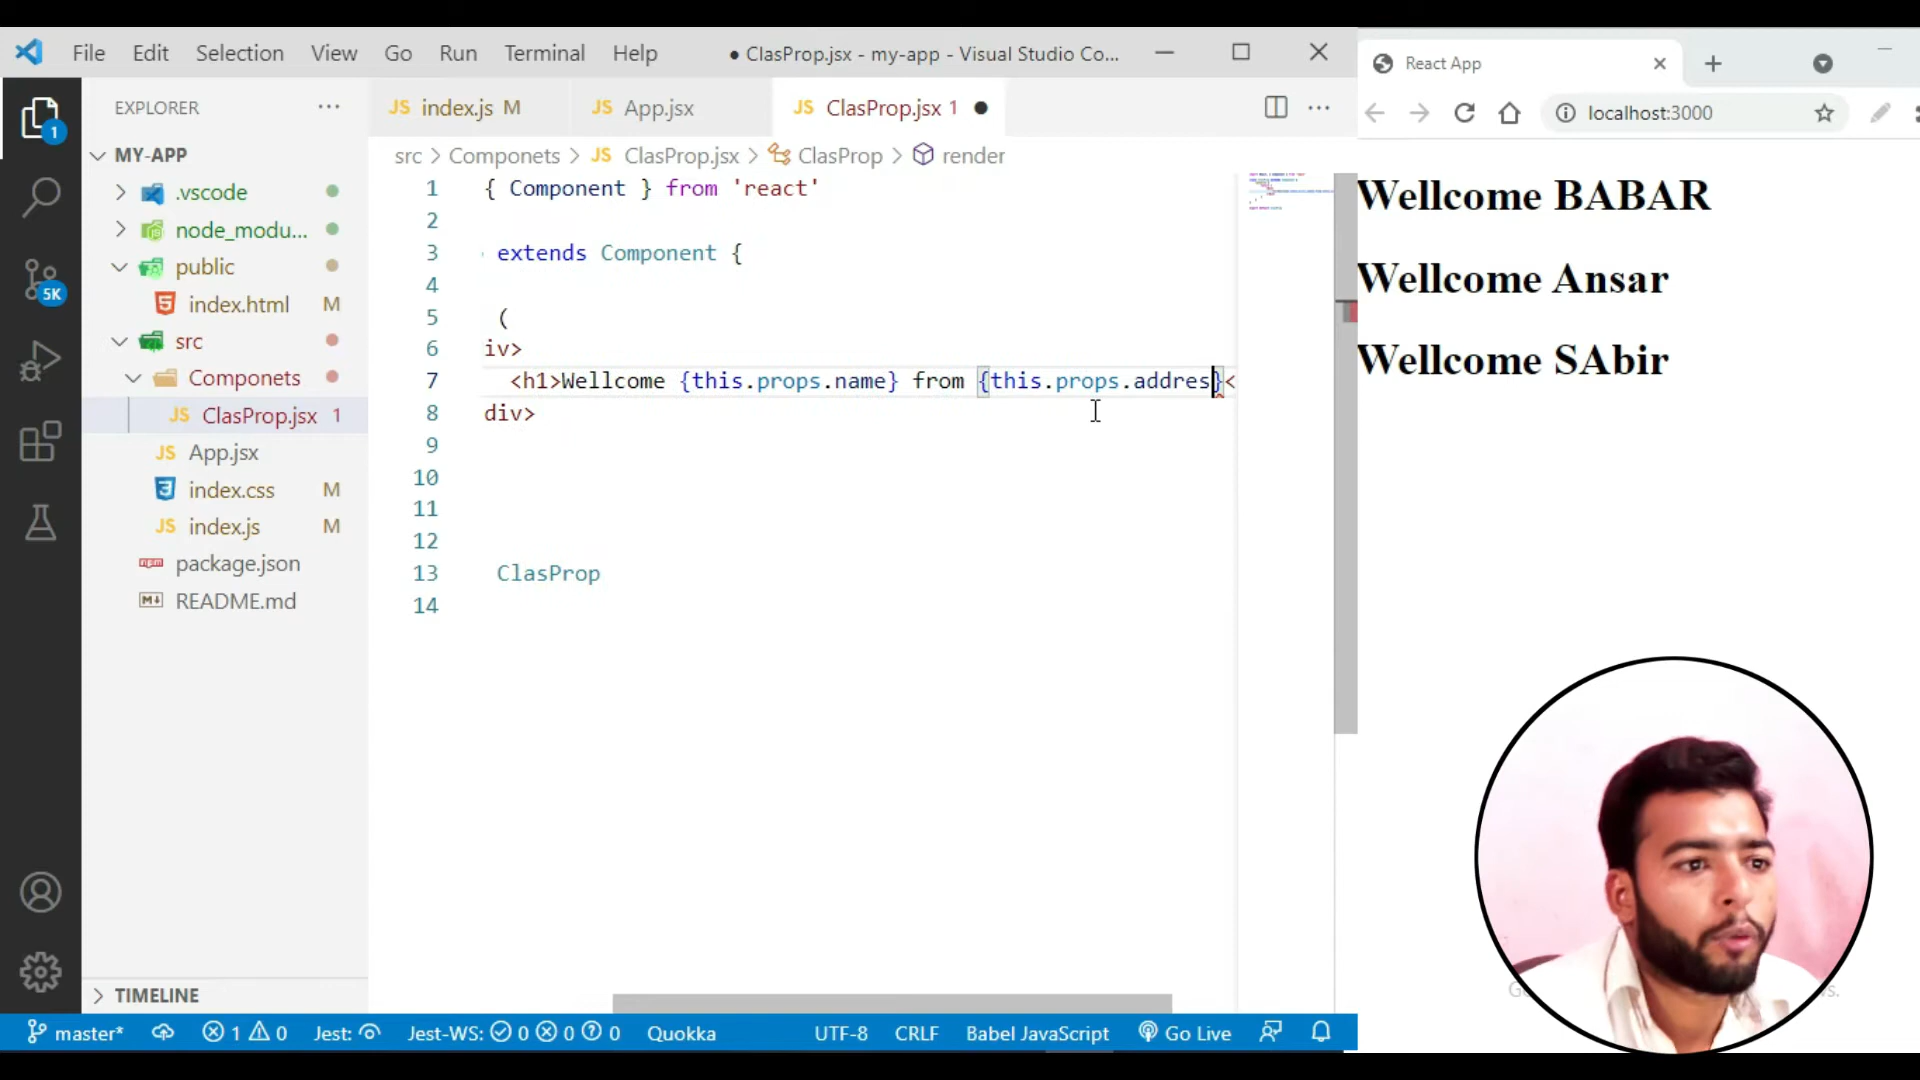 File Edit Selection View Go Run Terminal Help
● ClasProp.jsx - my-app - Visual Studio Co...
EXPLORER ...
MY-APP
.vscode
node_modu...
public
index.html M
src
Componets
JS ClasProp.jsx 1
JS App.jsx
index.css M
JS index.js M
package.json
README.md
TIMELINE
1
5K
JS index.js M
JS App.jsx
JS ClasProp.jsx 1 ●
src > Componets > JS ClasProp.jsx > ClasProp > render
1 { Component } from 'react'
2
3 extends Component {
4
5 (
6 iv>
7 <h1>Wellcome {this.props.name} from {this.props.addres}<
8 div>
9
10
11
12
13 ClasProp
14
master* 1 0 Jest: Jest-WS: 0 0 0 Quokka UTF-8 CRLF Babel JavaScript Go Live
React App
localhost:3000
Wellcome BABAR
Wellcome Ansar
Wellcome SAbir